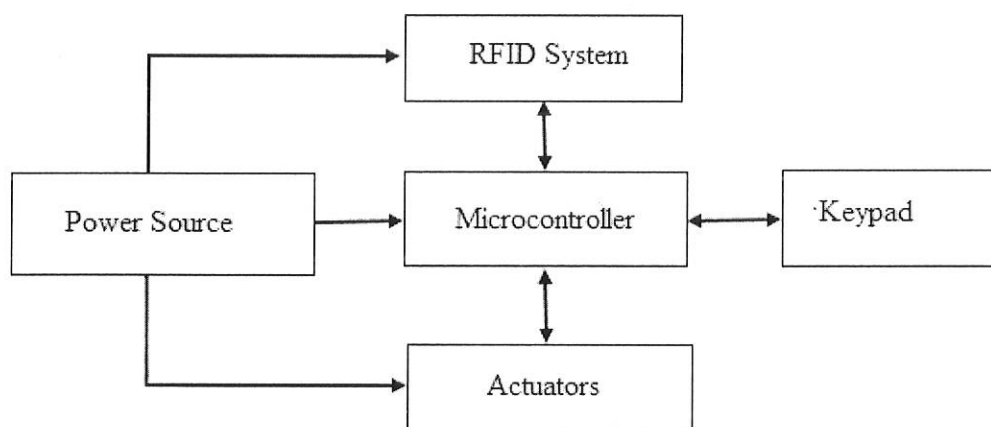 RFID System
Power Source
Microcontroller
Keypad
Actuators